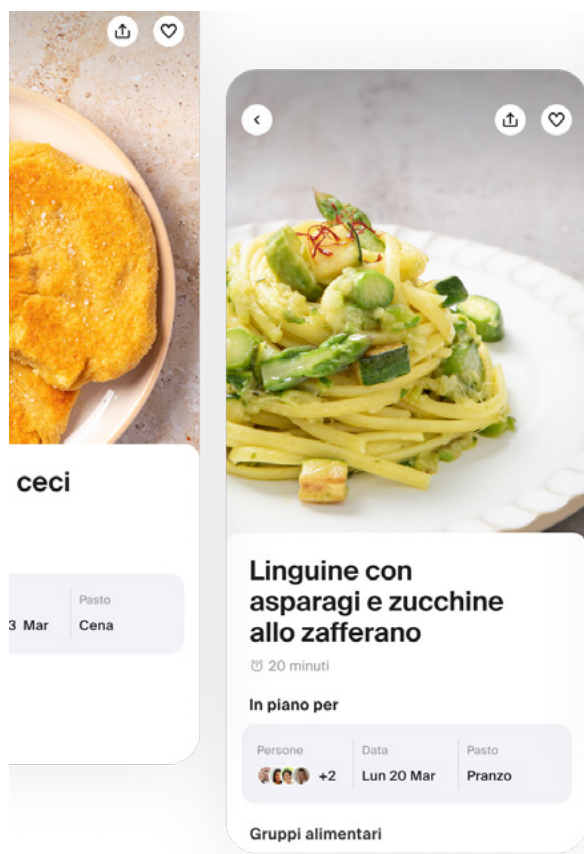 ceci
Pasto
3 Mar
Cena
Linguine con
asparagi e zucchine
allo zafferano
20 minuti
In piano per
Persone
Data
Pasto
+2
Lun 20 Mar
Pranzo
Gruppi alimentari